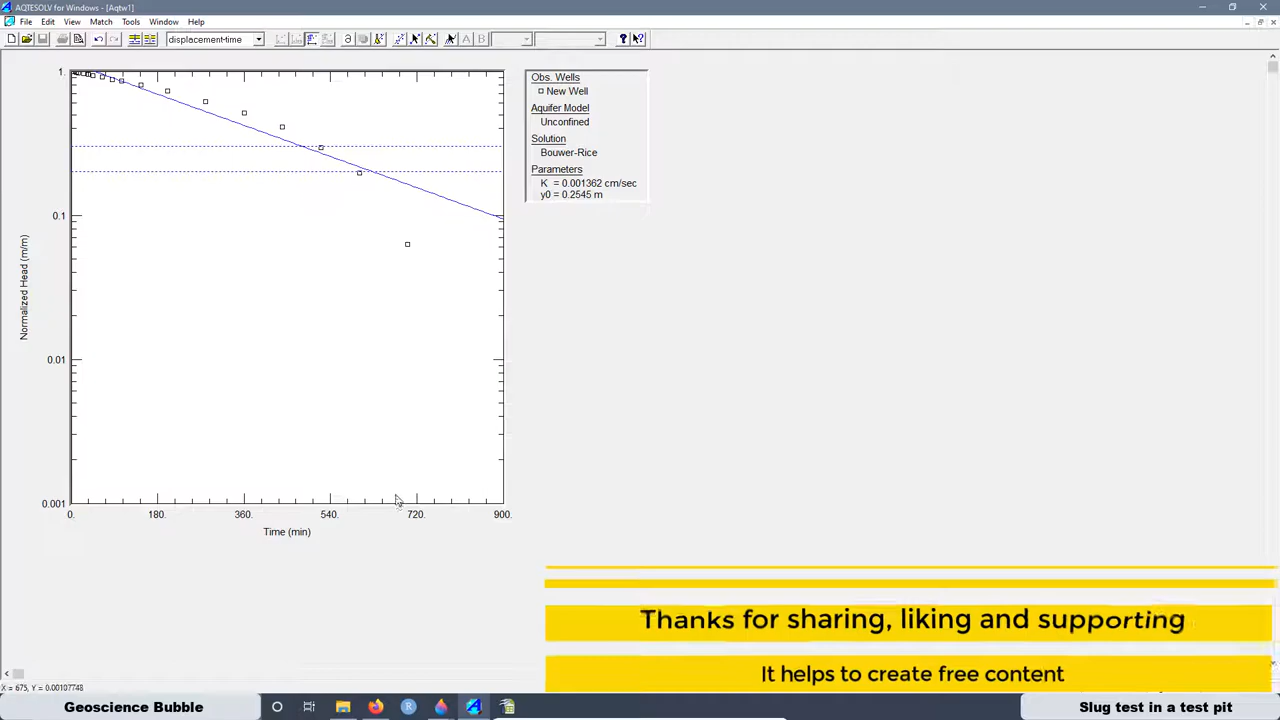 AQTESOLV for Windows - [Aqtw1]
File Edit View Match Tools Window Help
displacement-time
1.
0.1
0.01
0.001
Normalized Head (m/m)
0. 180. 360. 540. 720. 900.
Time (min)
Obs. Wells
New Well
Aquifer Model
Unconfined
Solution
Bouwer-Rice
Parameters
K = 0.001362 cm/sec
y0 = 0.2545 m
Thanks for sharing, liking and supporting
It helps to create free content
X = 675, Y = 0.00107748
Geoscience Bubble
Slug test in a test pit